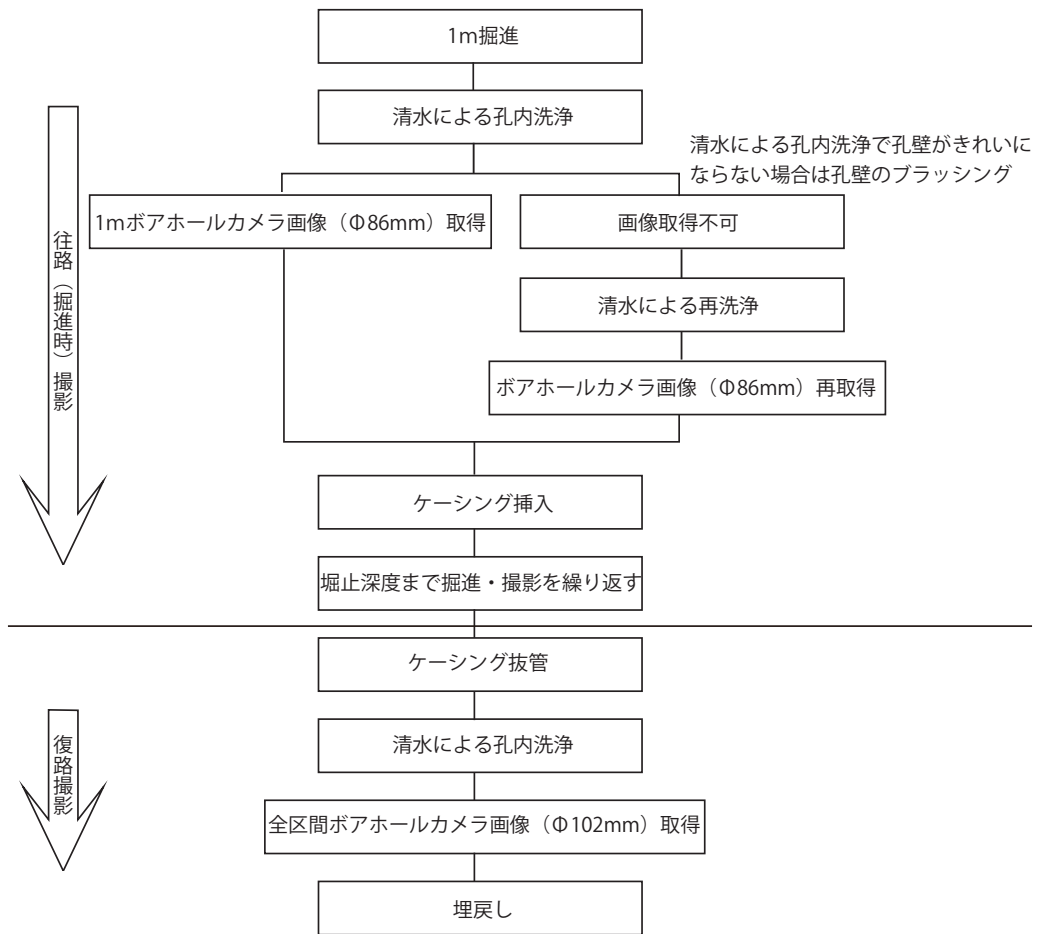 1m掘進
清水による孔内洗浄
清水による孔内洗浄で孔壁がきれいに
ならない場合は孔壁のブラッシング
1mボアホールカメラ画像（Φ86mm）取得
画像取得不可
清水による再洗浄
ボアホールカメラ画像（Φ86mm）再取得
往路（掘進時）撮影
ケーシング挿入
堀止深度まで掘進・撮影を繰り返す
ケーシング抜管
清水による孔内洗浄
復路撮影
全区間ボアホールカメラ画像（Φ102mm）取得
埋戻し